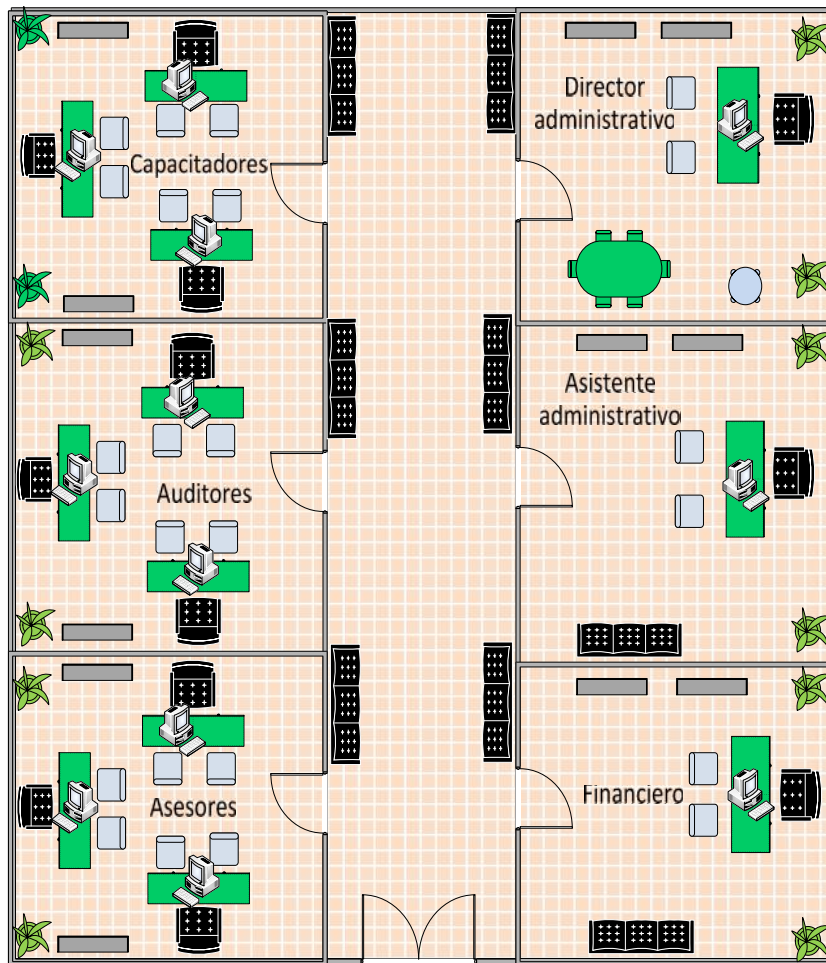 Capacitadores
Director
administrativo
Auditores
Asistente
administrativo
Asesores
Financiero